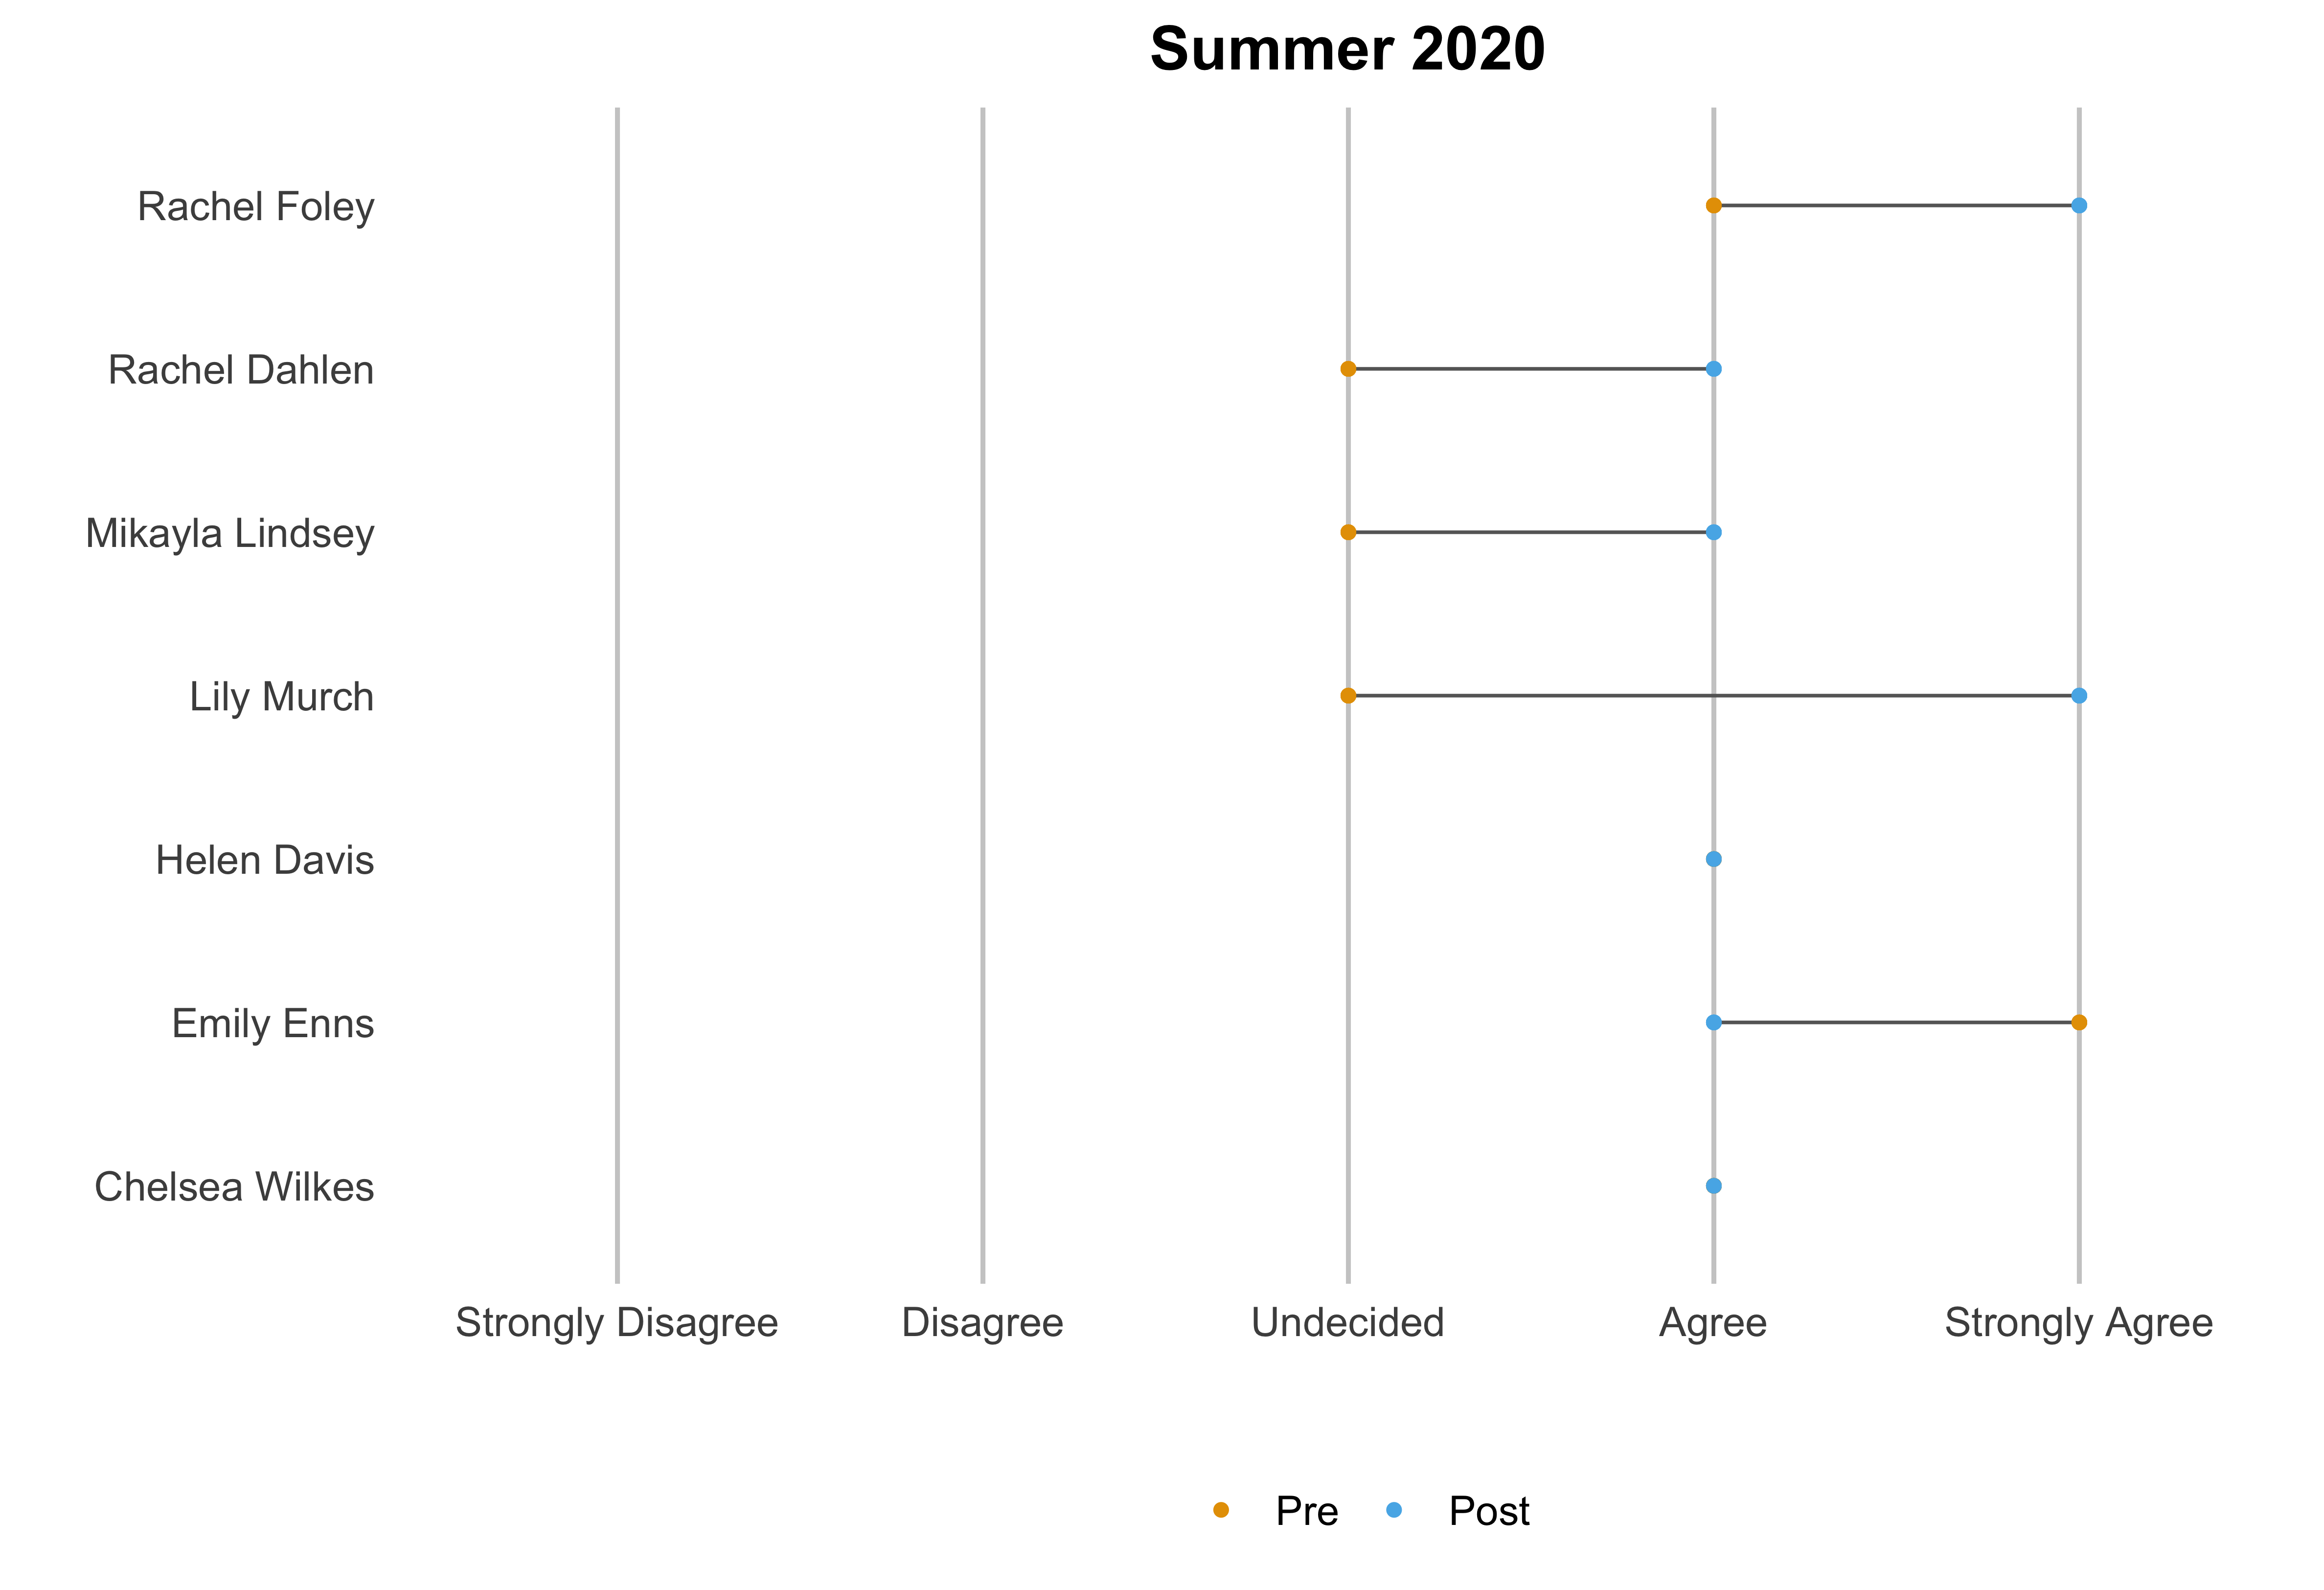 Summer 2020
Rachel Foley
Rachel Dahlen
Mikayla Lindsey
Lily Murch
Helen Davis
Emily Enns
Chelsea Wilkes
Strongly Disagree Disagree Undecided Agree Strongly Agree
Pre Post